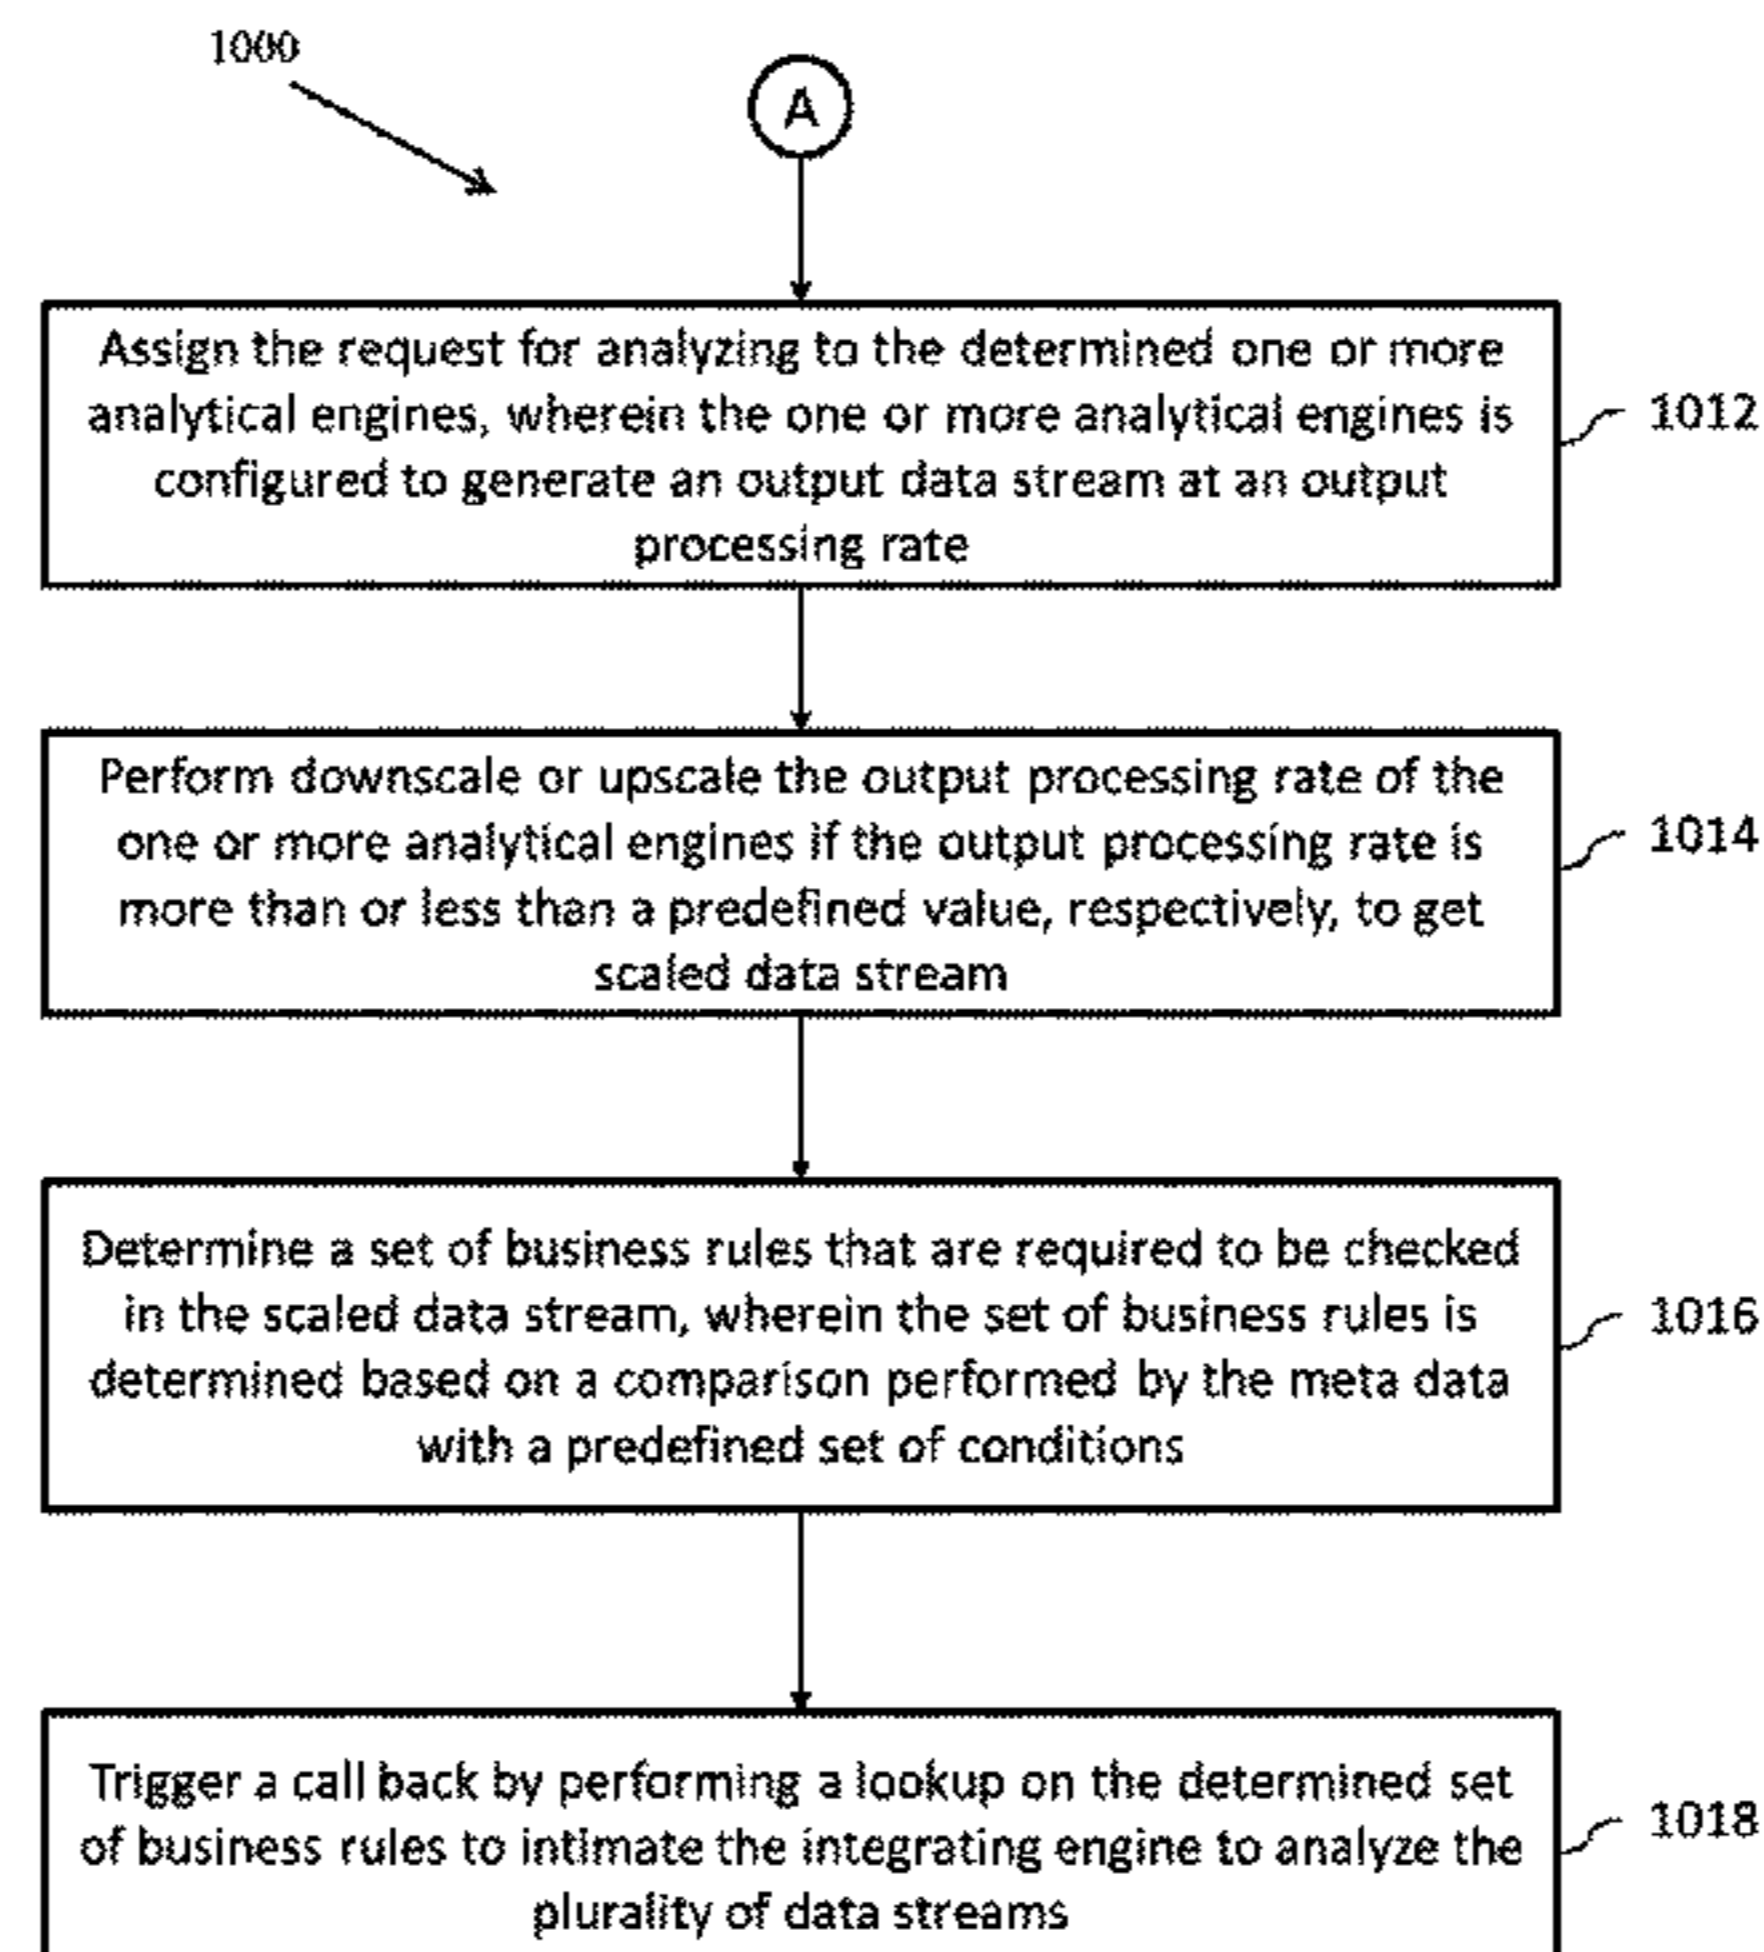 1000
A
Assign the request for analyzing to the determined one or more
analytical engines, wherein the one or more analytical engines is
configured to generate an output data stream at an output
processing rate
1012
Perform downscale or upscale the output processing rate of the
one or more analytical engines if the output processing rate is
more than or less than a predefined value, respectively, to get
scaled data stream
1014
Determine a set of business rules that are required to be checked
in the scaled data stream, wherein the set of business rules is
determined based on a comparison performed by the meta data
with a predefined set of conditions
1016
Trigger a call back by performing a lookup on the determined set
of business rules to intimate the integrating engine to analyze the
plurality of data streams
1018